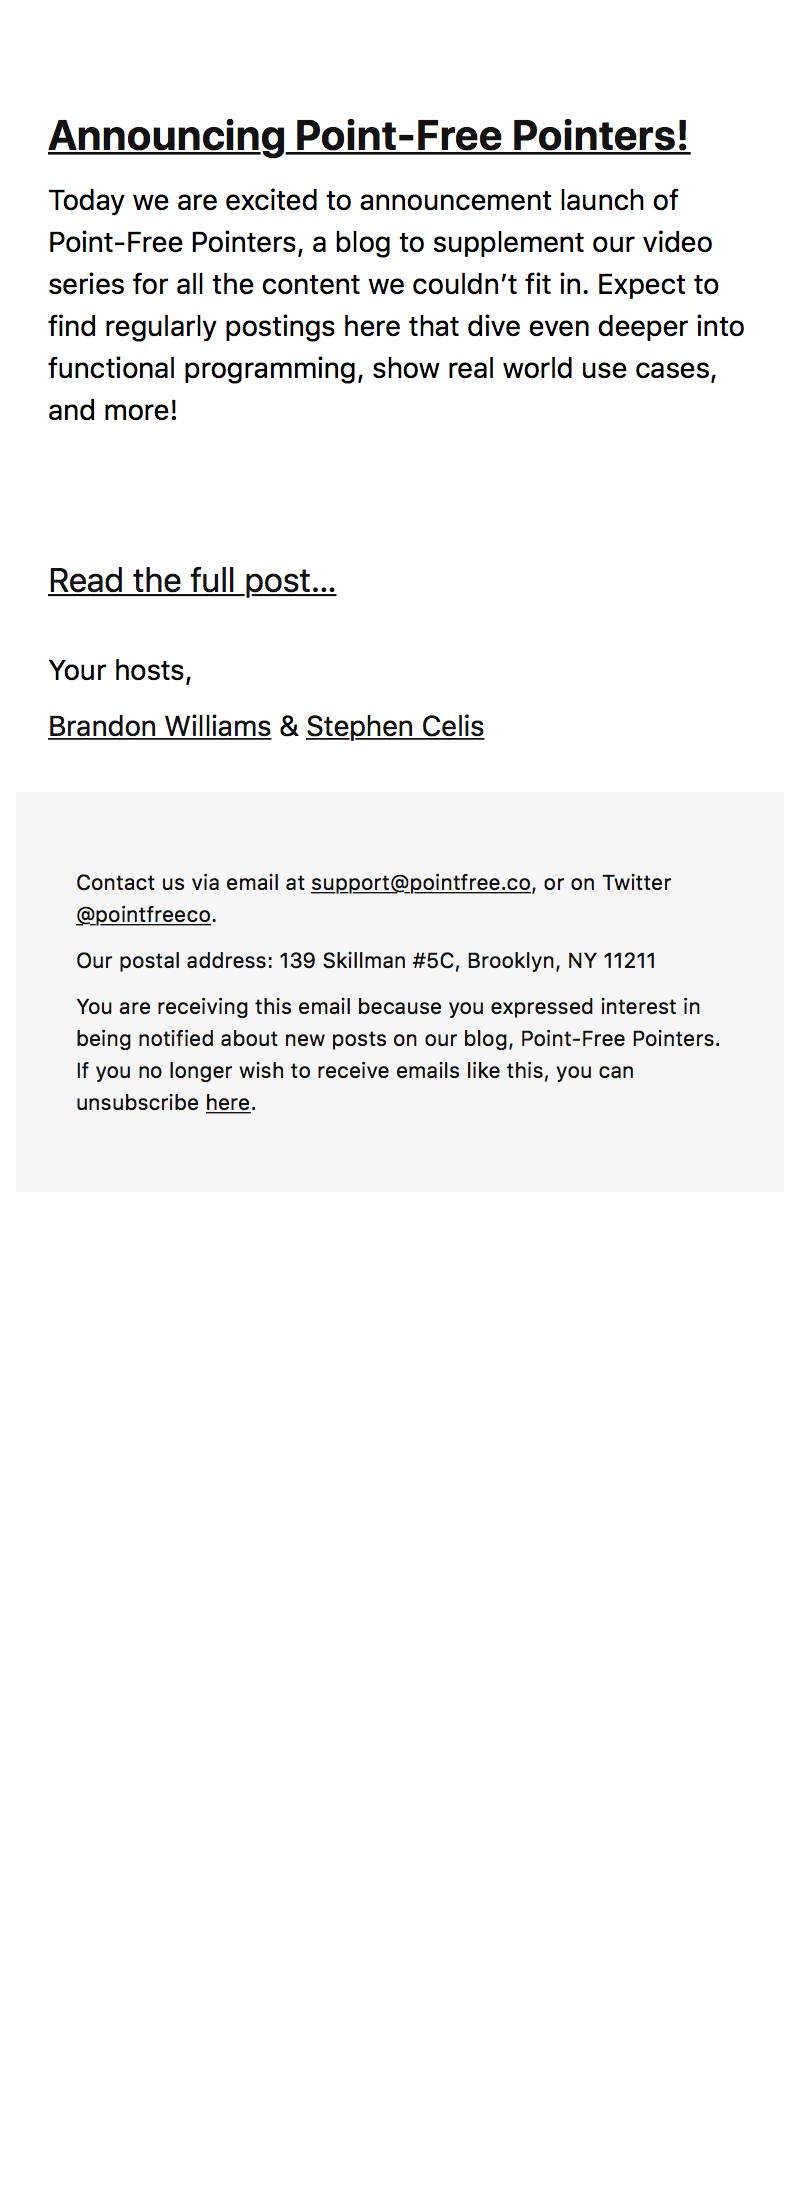 Announcing Point-Free Pointers!
Today we are excited to announcement launch of
Point-Free Pointers, a blog to supplement our video
series for all the content we couldn’t fit in. Expect to
find regularly postings here that dive even deeper into
functional programming, show real world use cases,
and more!
Read the full post…
Your hosts,
Brandon Williams & Stephen Celis
Contact us via email at support@pointfree.co, or on Twitter
@pointfreeco.
Our postal address: 139 Skillman #5C, Brooklyn, NY 11211
You are receiving this email because you expressed interest in
being notified about new posts on our blog, Point-Free Pointers.
If you no longer wish to receive emails like this, you can
unsubscribe here.